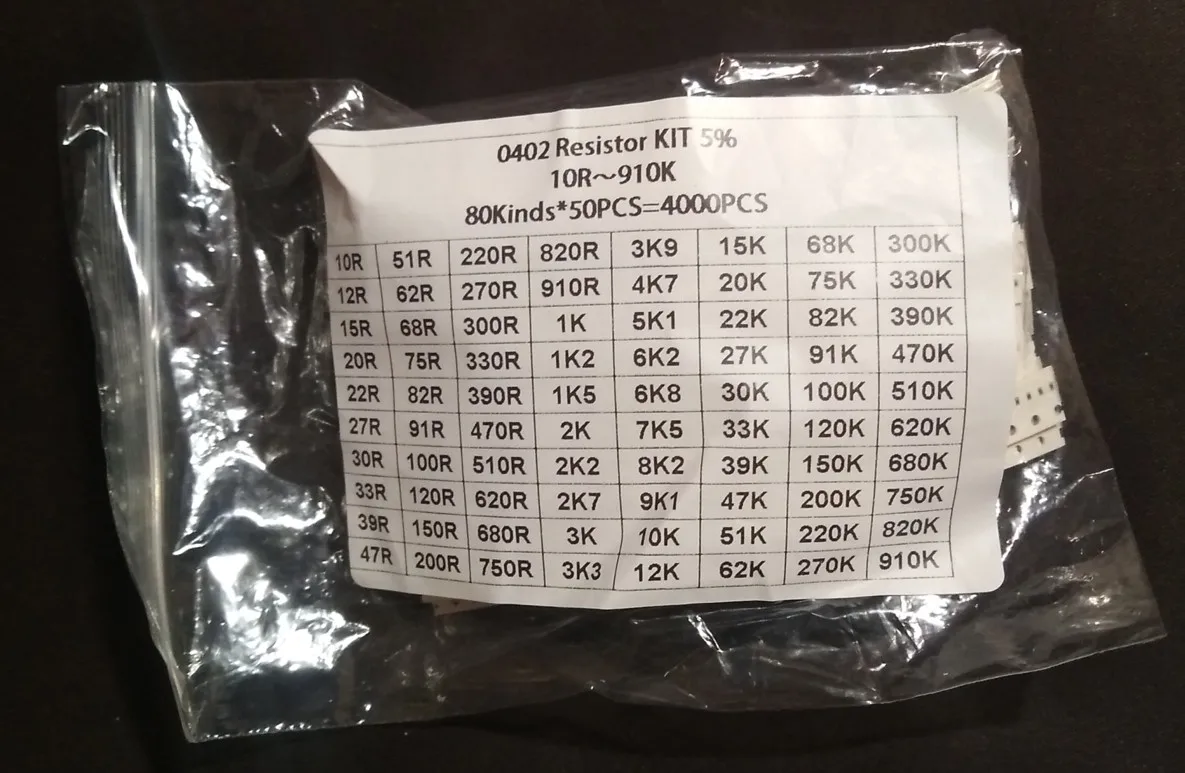 0402 Resistor KIT 5%
10R～910K
80Kinds*50PCS=4000PCS
10R 51R 220R 820R 3K9 15K 68K 300K
12R 62R 270R 910R 4K7 20K 75K 330K
15R 68R 300R 1K 5K1 22K 82K 390K
20R 75R 330R 1K2 6K2 27K 91K 470K
22R 82R 390R 1K5 6K8 30K 100K 510K
27R 91R 470R 2K 7K5 33K 120K 620K
30R 100R 510R 2K2 8K2 39K 150K 680K
33R 120R 620R 2K7 9K1 47K 200K 750K
39R 150R 680R 3K 10K 51K 220K 820K
47R 200R 750R 3K3 12K 62K 270K 910K